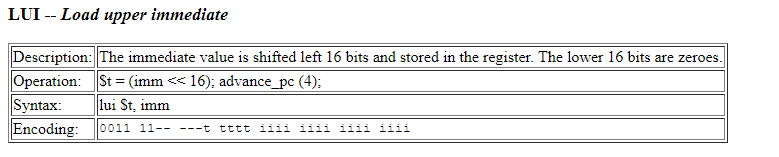 LUI -- Load upper immediate
Description: The immediate value is shifted left 16 bits and stored in the register. The lower 16 bits are zeroes.
Operation: $t = (imm << 16); advance_pc (4);
Syntax: lui $t, imm
Encoding: 0011 11-- ---t tttt iiii iiii iiii iiii